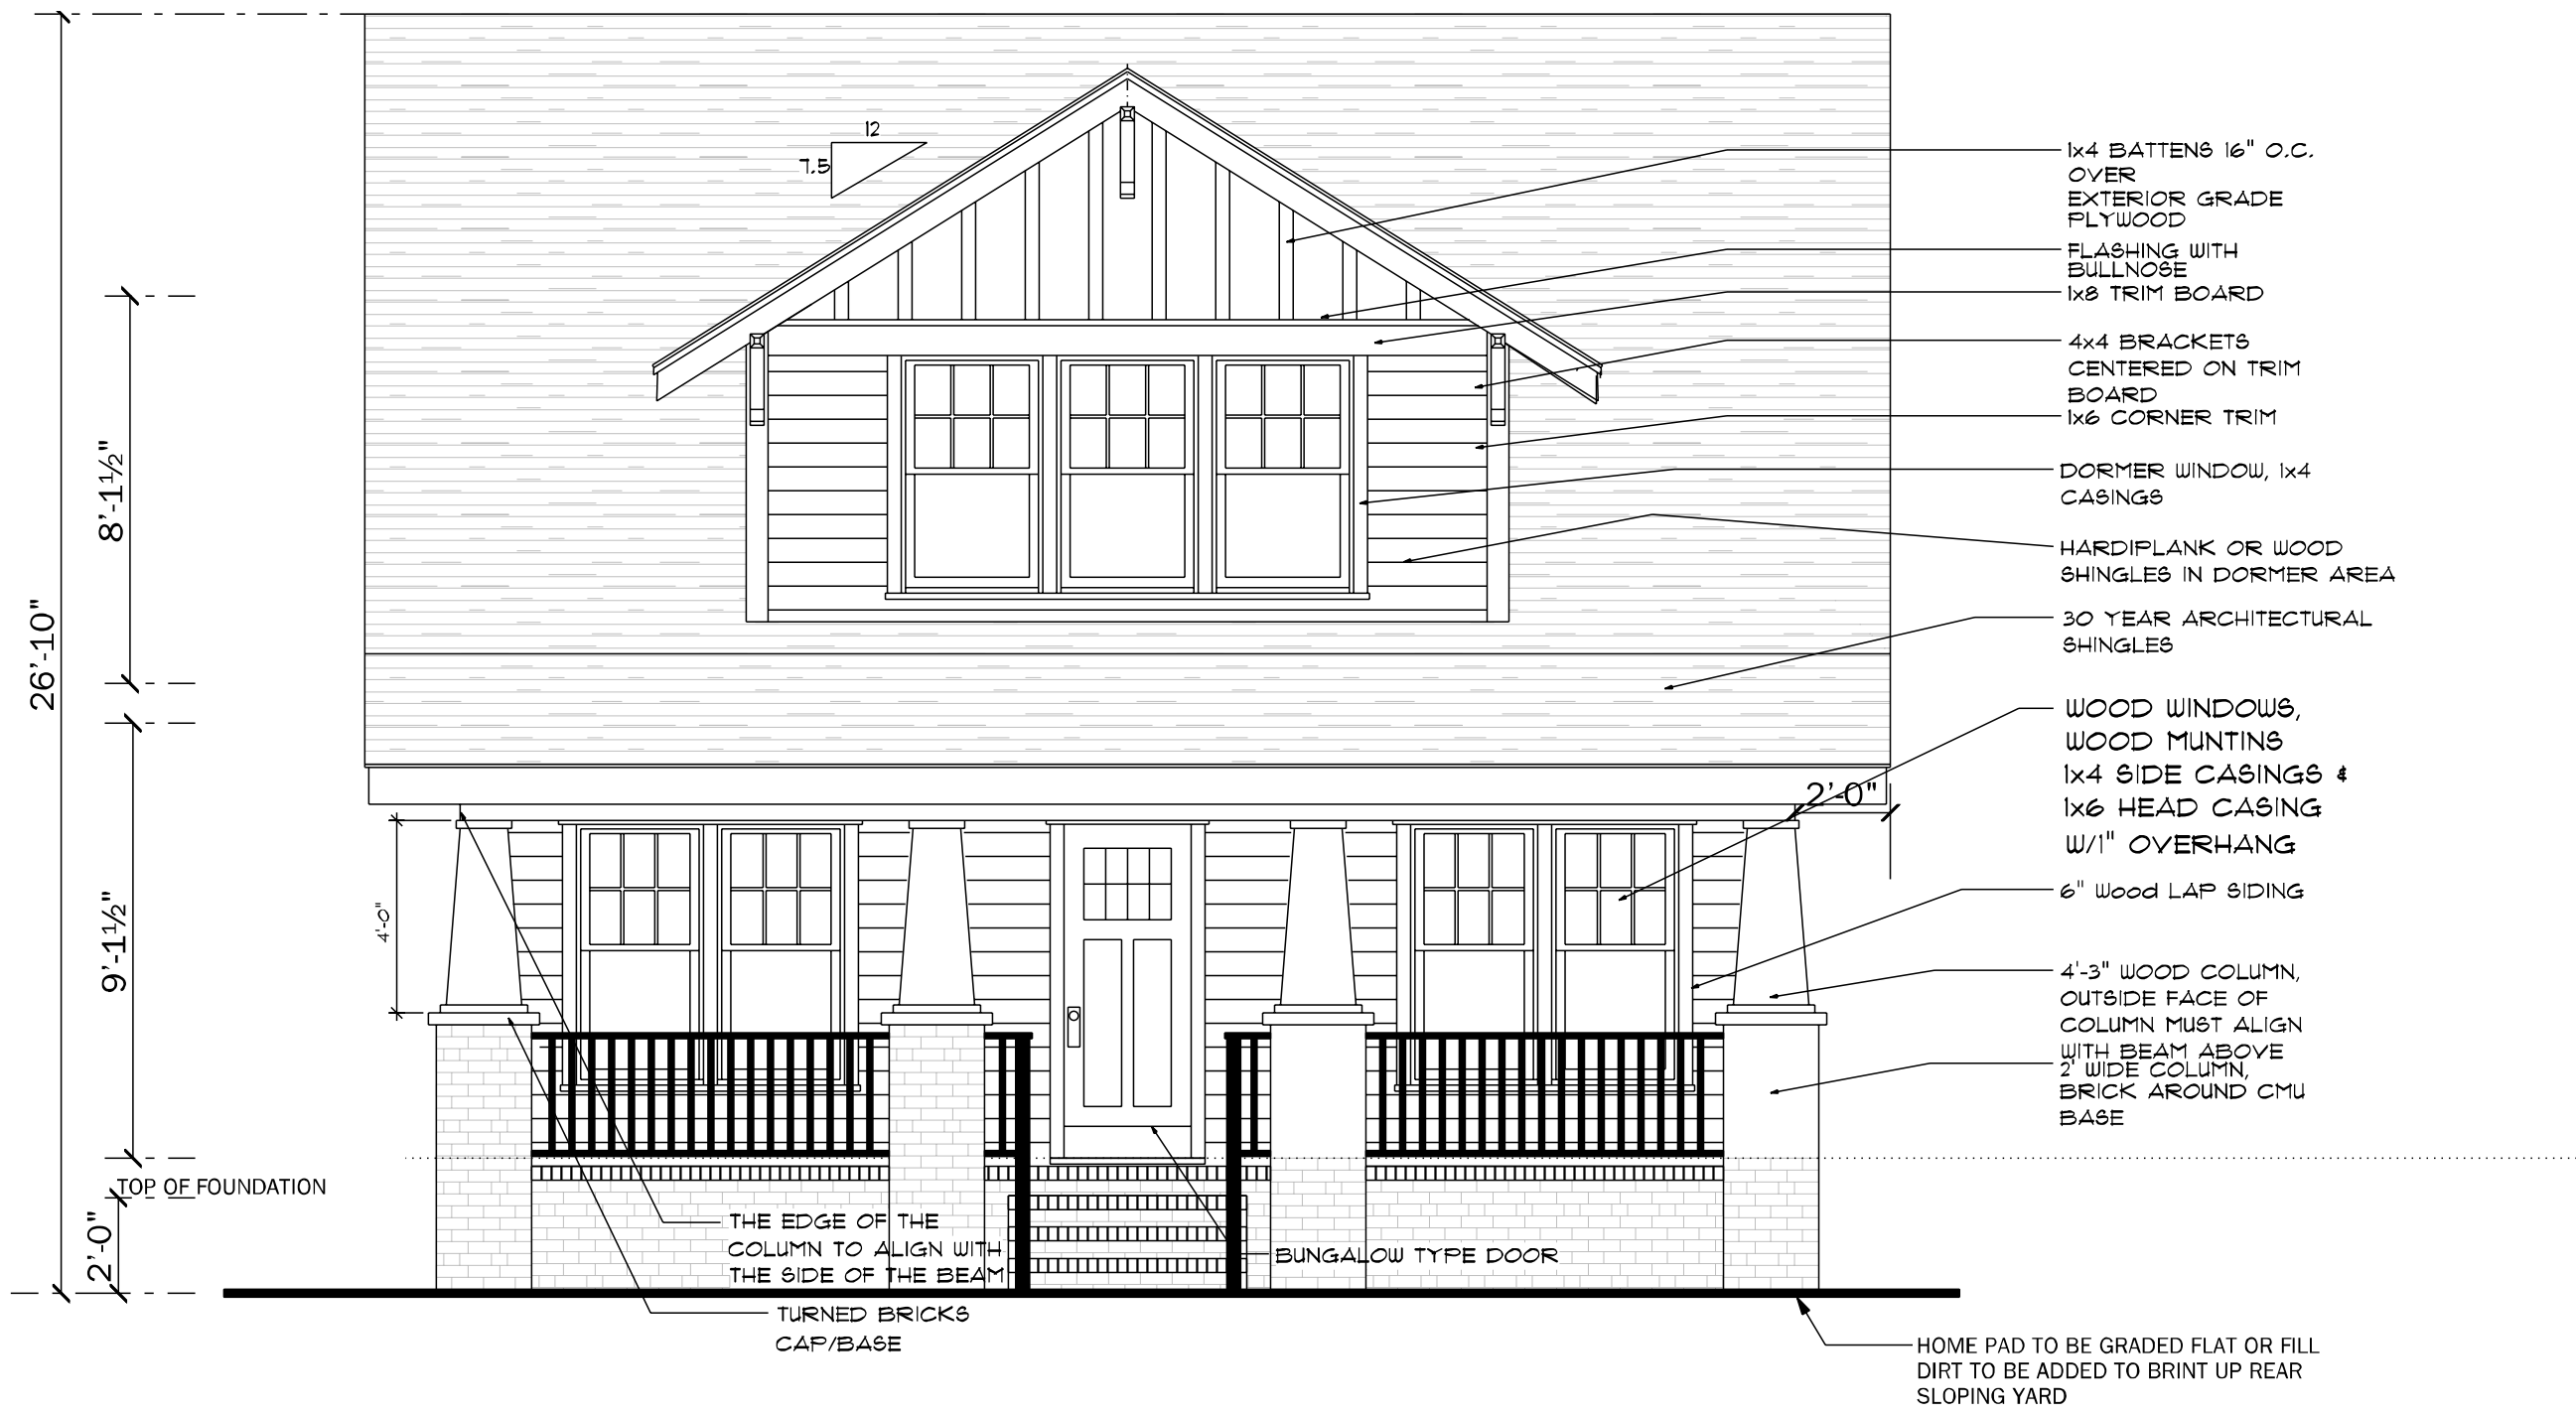 12
7.5
26'-10"
8'-1½"
9'-1½"
4'-0"
2'-0"
TOP OF FOUNDATION
2'-0"
1x4 BATTENS 16" O.C.
OVER
EXTERIOR GRADE
PLYWOOD
FLASHING WITH
BULLNOSE
1x8 TRIM BOARD
4x4 BRACKETS
CENTERED ON TRIM
BOARD
1x6 CORNER TRIM
DORMER WINDOW, 1x4
CASINGS
HARDIPLANK OR WOOD
SHINGLES IN DORMER AREA
30 YEAR ARCHITECTURAL
SHINGLES
WOOD WINDOWS,
WOOD MUNTINS
1x4 SIDE CASINGS &
1x6 HEAD CASING
W/1" OVERHANG
6" Wood LAP SIDING
4'-3" WOOD COLUMN,
OUTSIDE FACE OF
COLUMN MUST ALIGN
WITH BEAM ABOVE
2' WIDE COLUMN,
BRICK AROUND CMU
BASE
THE EDGE OF THE
COLUMN TO ALIGN WITH
THE SIDE OF THE BEAM
BUNGALOW TYPE DOOR
TURNED BRICKS
CAP/BASE
HOME PAD TO BE GRADED FLAT OR FILL
DIRT TO BE ADDED TO BRINT UP REAR
SLOPING YARD